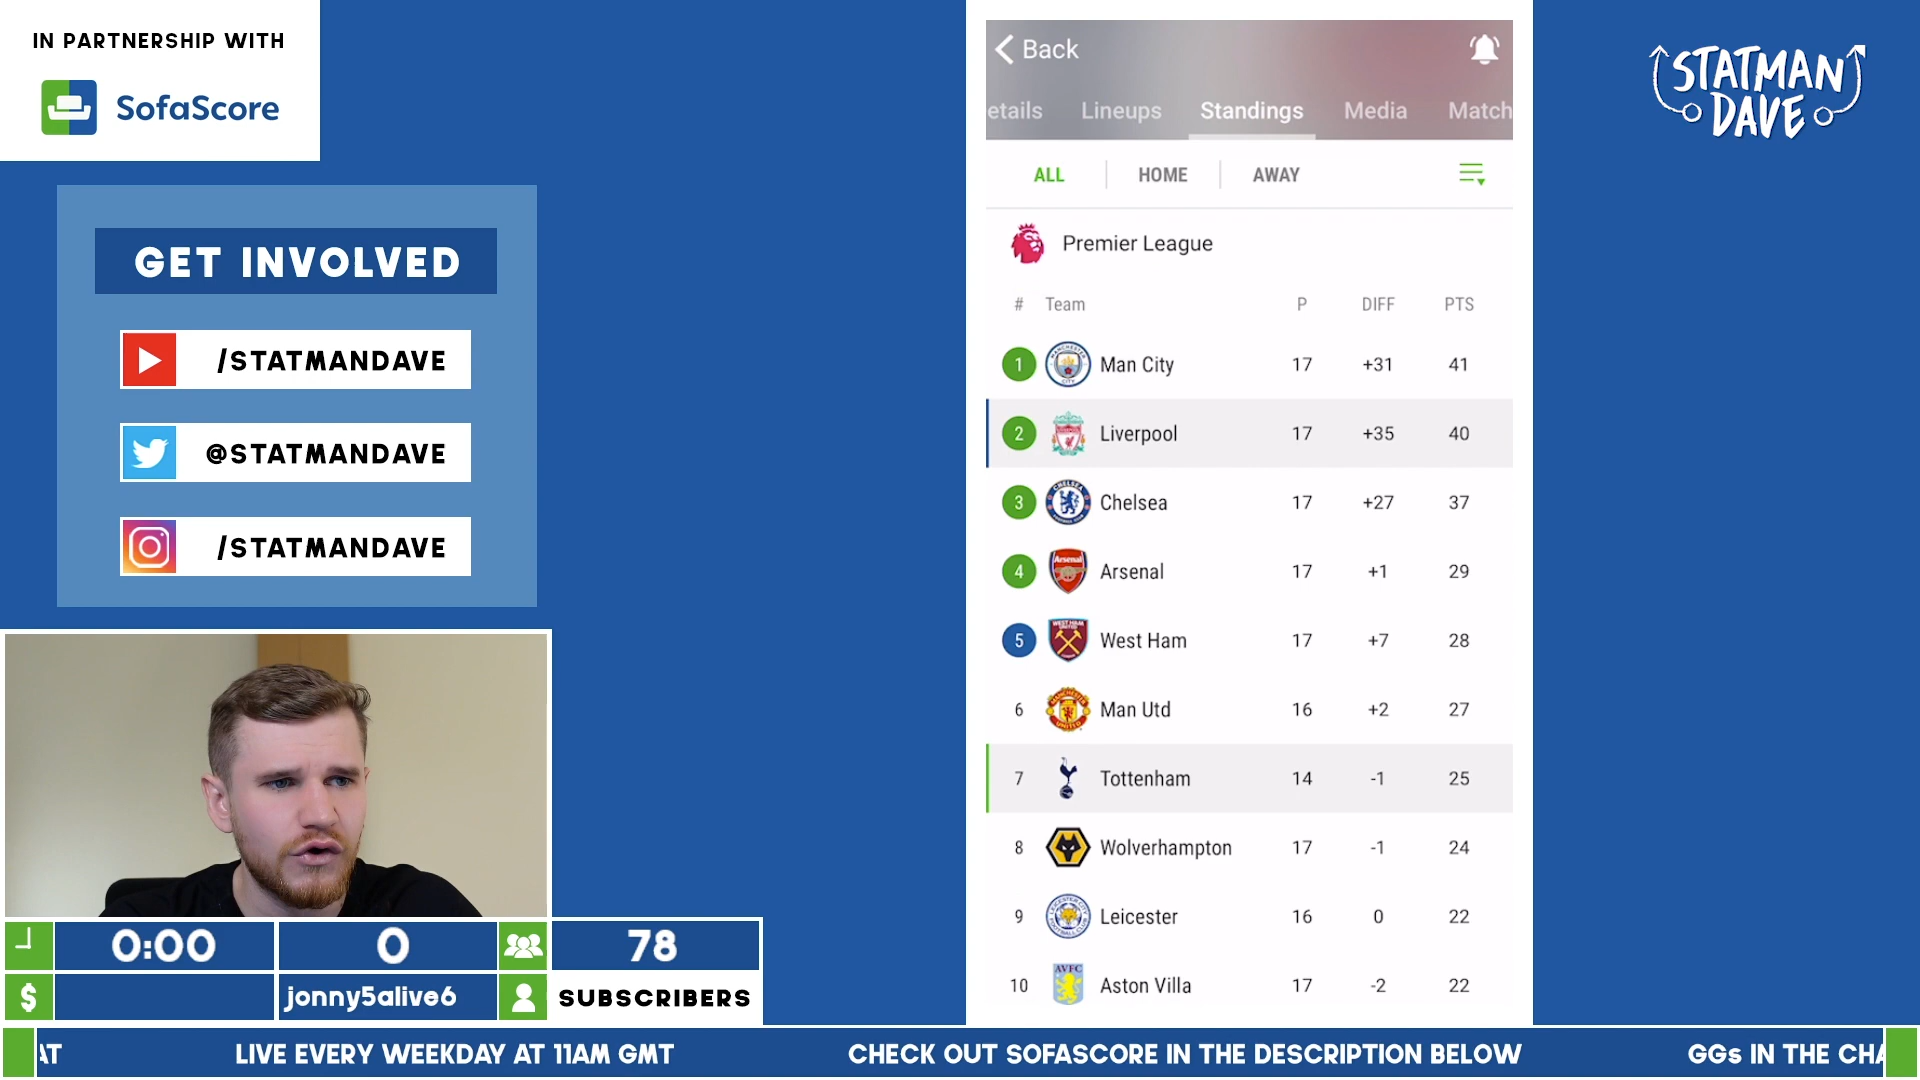 IN PARTNERSHIP WITH
SofaScore
GET INVOLVED
/STATMANDAVE
@STATMANDAVE
/STATMANDAVE
Back
etails Lineups Standings Media Match
ALL HOME AWAY
Premier League
# Team P DIFF PTS
1 Man City 17 +31 41
2 Liverpool 17 +35 40
3 Chelsea 17 +27 37
4 Arsenal 17 +1 29
5 West Ham 17 +7 28
6 Man Utd 16 +2 27
7 Tottenham 14 -1 25
8 Wolverhampton 17 -1 24
9 Leicester 16 0 22
10 Aston Villa 17 -2 22
STATMAN
DAVE
0:00 0 78
$ jonny5alive6 SUBSCRIBERS
AT LIVE EVERY WEEKDAY AT 11AM GMT CHECK OUT SOFASCORE IN THE DESCRIPTION BELOW GGs IN THE CHA